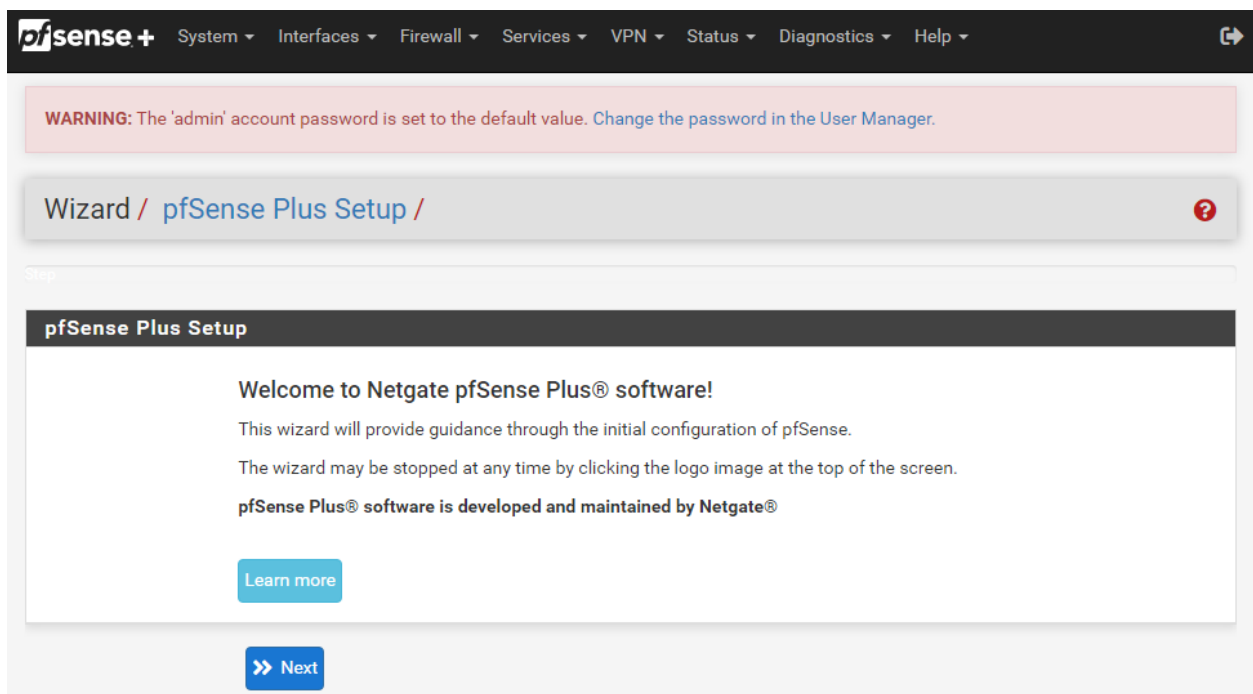 pfsense+ System Interfaces Firewall Services VPN Status Diagnostics Help
WARNING: The 'admin' account password is set to the default value. Change the password in the User Manager.
Wizard / pfSense Plus Setup /
Step
pfSense Plus Setup
Welcome to Netgate pfSense Plus® software!
This wizard will provide guidance through the initial configuration of pfSense.
The wizard may be stopped at any time by clicking the logo image at the top of the screen.
pfSense Plus® software is developed and maintained by Netgate®
Learn more
Next